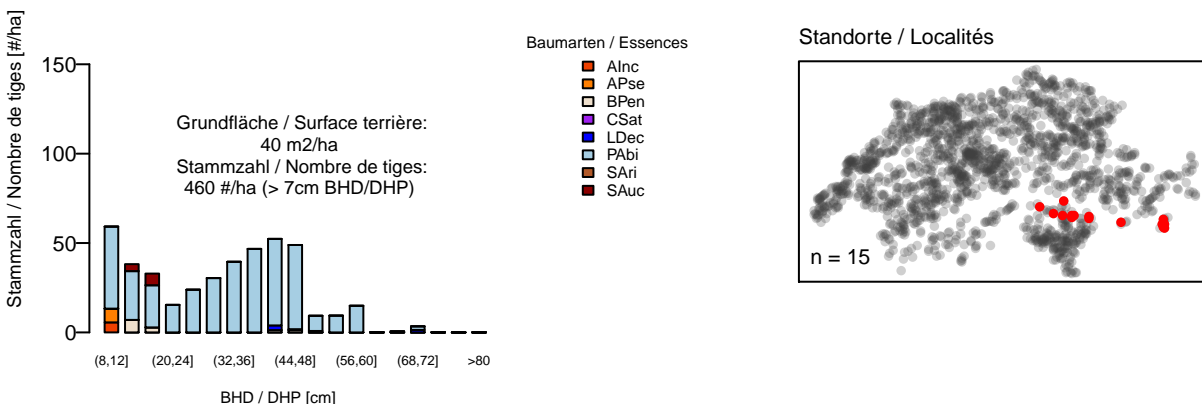 Stammzahl / Nombre de tiges [#/ha]
150
100
50
0
Grundfläche / Surface terrière:
40 m2/ha
Stammzahl / Nombre de tiges:
460 #/ha (> 7cm BHD/DHP)
(8,12]
(20,24]
(32,36]
(44,48]
(56,60]
(68,72]
>80
BHD / DHP [cm]
Baumarten / Essences
AInc
APse
BPen
CSat
LDec
PAbi
SAri
SAuc
Standorte / Localités
n = 15